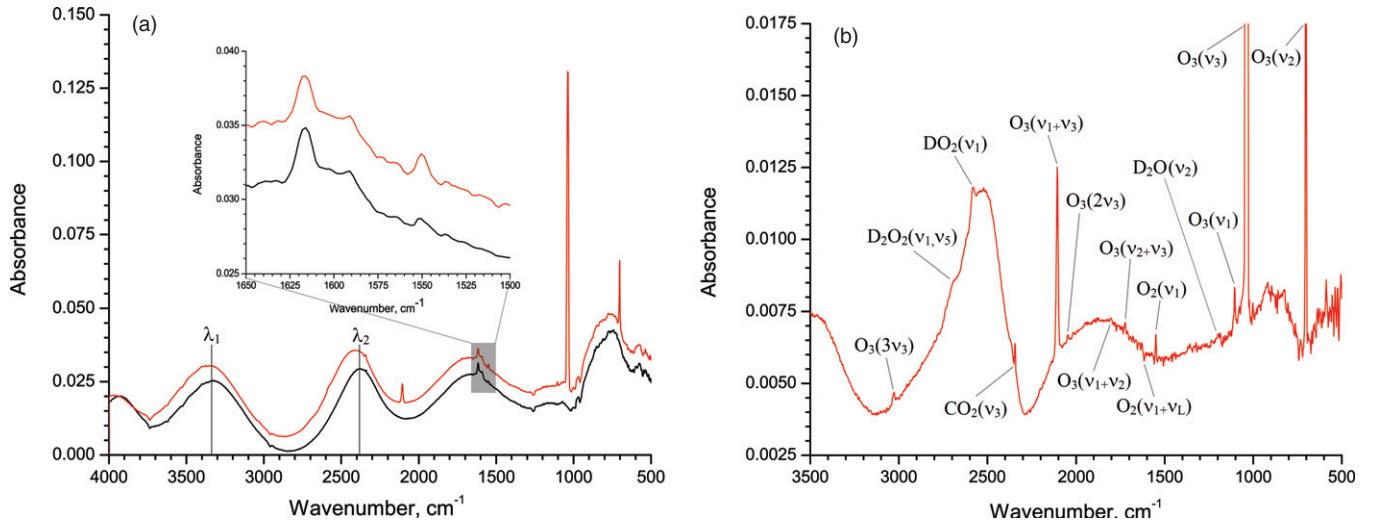 (a)
0.150
0.125
0.100
0.075
0.050
0.025
0.000
Absorbance
4000 3500 3000 2500 2000 1500 1000 500
Wavenumber, cm⁻¹
λ₁
λ₂
0.040
0.035
0.030
0.025
Absorbance
1650 1625 1600 1575 1550 1525 1500
Wavenumber, cm⁻¹
(b)
0.0175
0.0150
0.0125
0.0100
0.0075
0.0050
0.0025
Absorbance
O₃(ν₃)
O₃(ν₂)
O₃(ν₁+ν₃)
DO₂(ν₁)
D₂O(ν₂)
O₃(2ν₃)
O₃(ν₁)
D₂O₂(ν₁,ν₅)
O₃(ν₂+ν₃)
O₂(ν₁)
O₃(3ν₃)
O₃(ν₁+ν₂)
CO₂(ν₃)
O₂(ν₁+ν_L)
3500 3000 2500 2000 1500 1000 500
Wavenumber, cm⁻¹